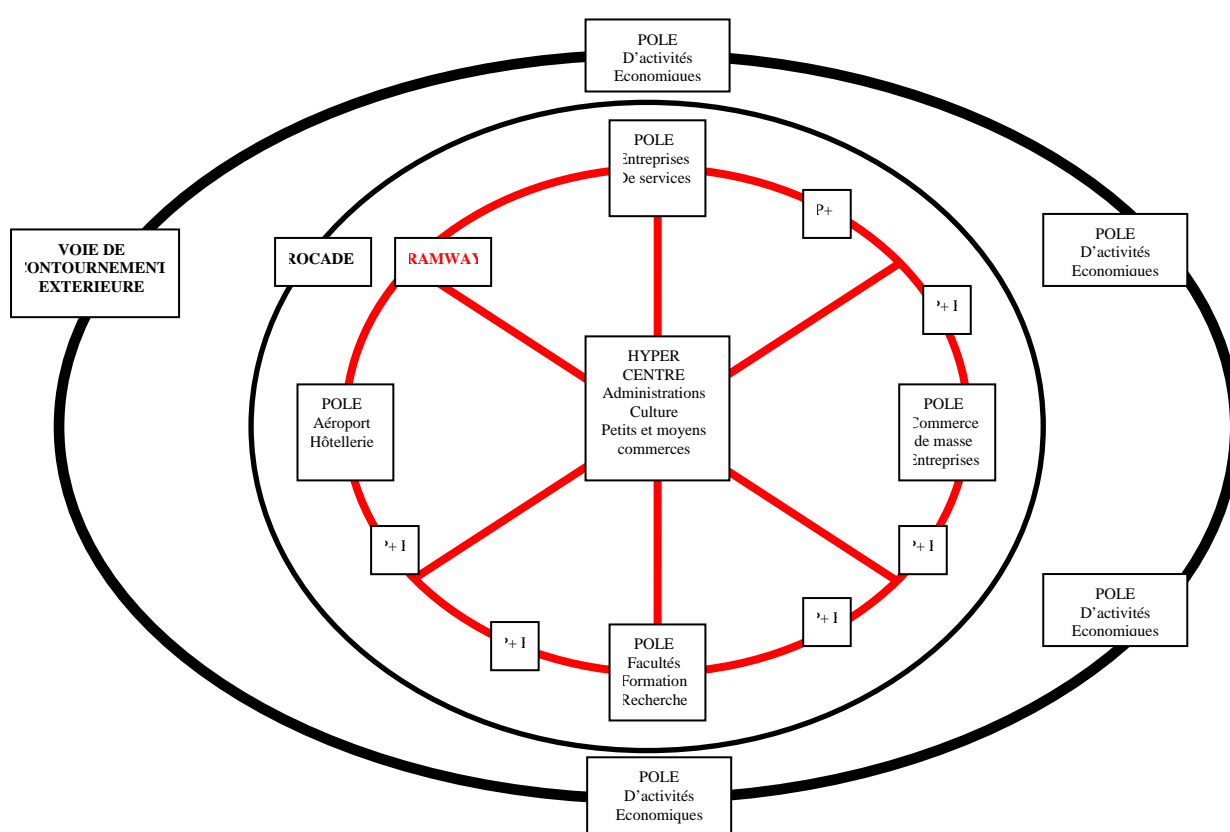 POLE
D’activités
Economiques
POLE
Entreprises
De services
P+
VOIE DE
CONTOURNEMENT
EXTERIEURE
ROCADE
RAMWAY
POLE
D’activités
Economiques
P+
HYPER
CENTRE
Administrations
Culture
Petits et moyens
commerces
POLE
Aéroport
Hôtellerie
POLE
Commerce
de masse
Entreprises
P+
P+
POLE
D’activités
Economiques
P+
P+
POLE
Facultés
Formation
Recherche
POLE
D’activités
Economiques